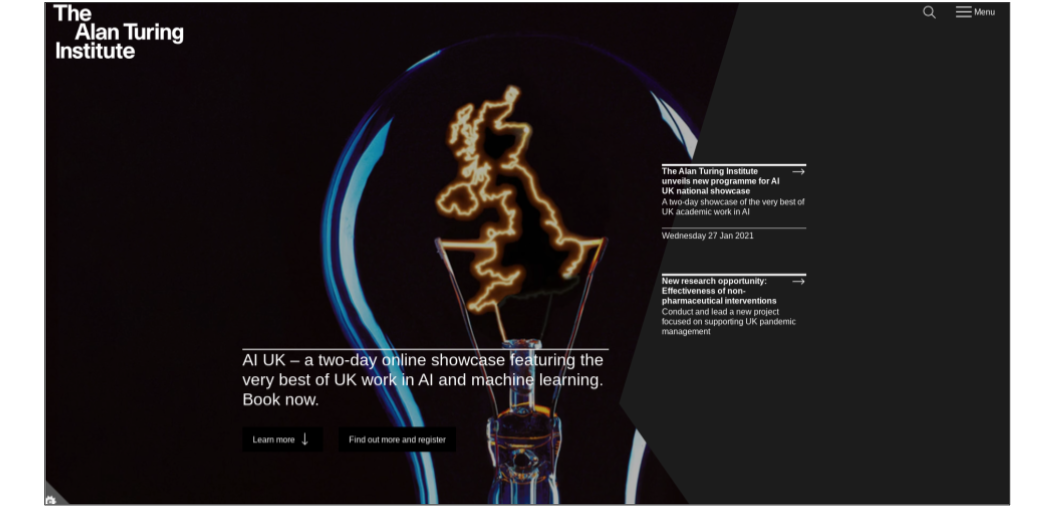 The
Alan Turing
Institute
Menu
The Alan Turing Institute
unveils new programme for AI
UK national showcase
A two-day showcase of the very best of
UK academic work in AI
Wednesday 27 Jan 2021
New research opportunity:
Effectiveness of non-
pharmaceutical interventions
Conduct and lead a new project
focused on supporting UK pandemic
management
AI UK – a two-day online showcase featuring the
very best of UK work in AI and machine learning.
Book now.
Learn more
Find out more and register